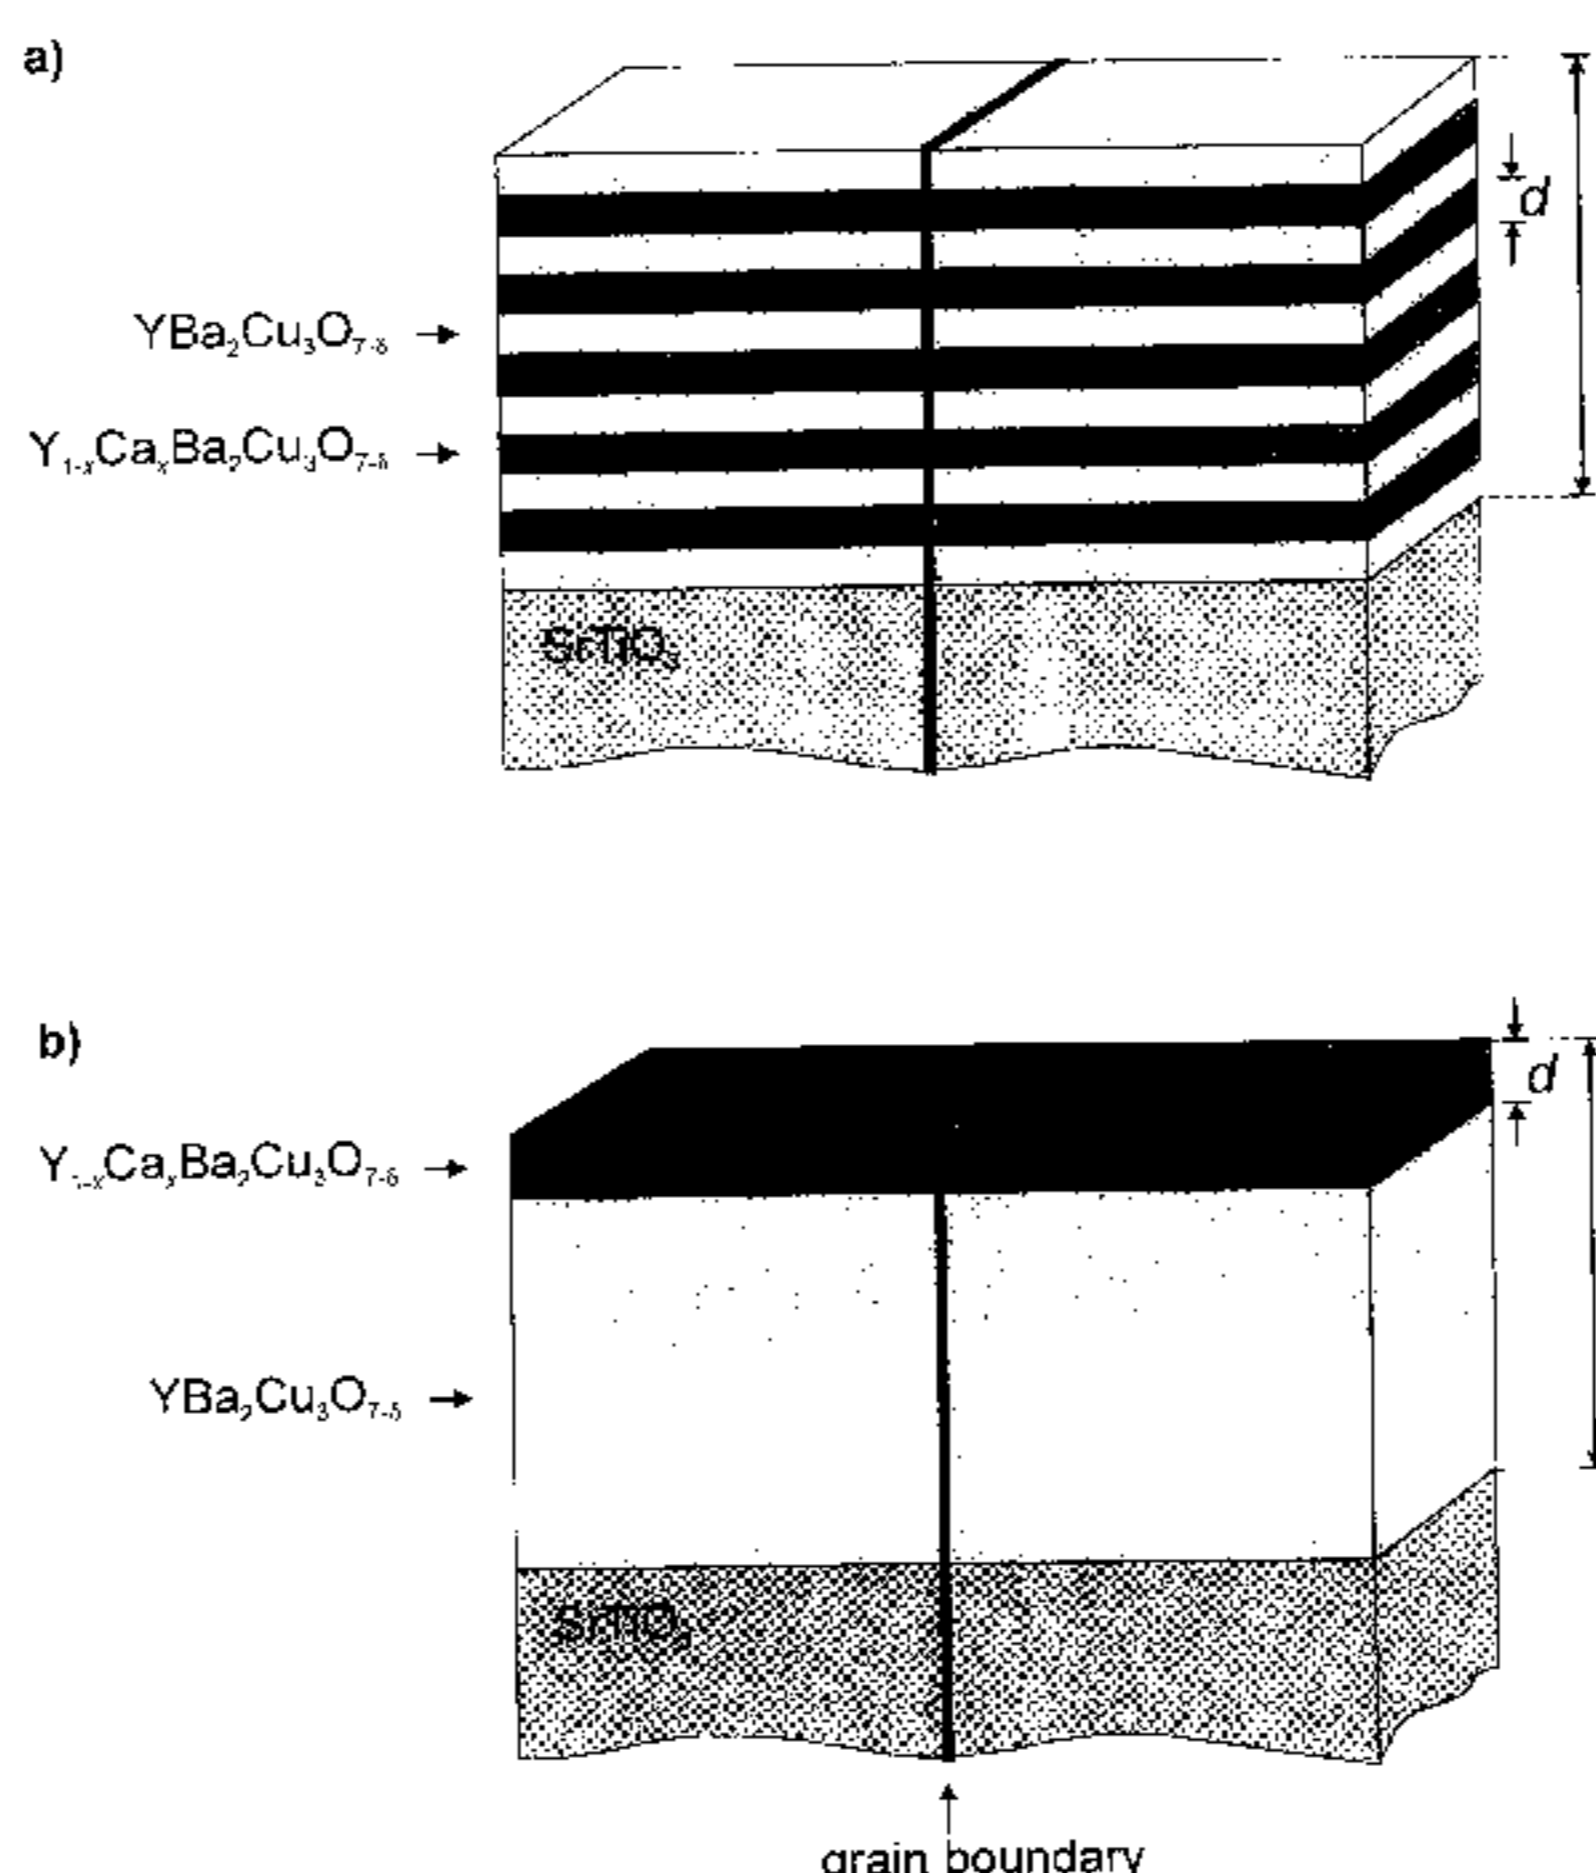 a)
d
YBa₂Cu₃O₇₋δ
Y₁₋ₓCaₓBa₂Cu₃O₇₋δ
SrTiO₃
b)
d
Y₁₋ₓCaₓBa₂Cu₃O₇₋δ
YBa₂Cu₃O₇₋δ
SrTiO₃
grain boundary